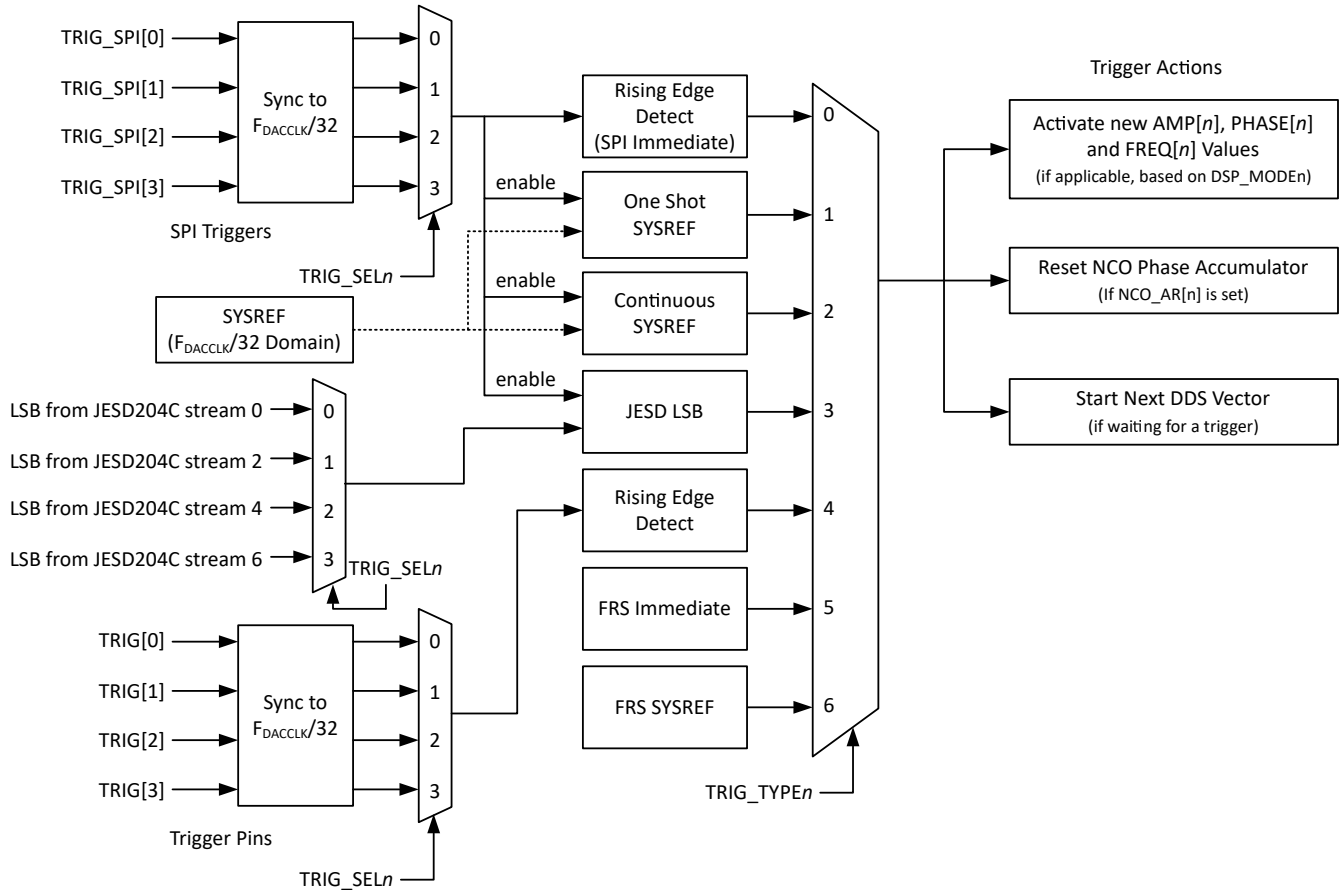 TRIG_SPI[0]
TRIG_SPI[1]
TRIG_SPI[2]
TRIG_SPI[3]
Sync to
FDACCLK/32
0
1
2
3
SPI Triggers
TRIG_SELn
SYSREF
(FDACCLK/32 Domain)
LSB from JESD204C stream 0
LSB from JESD204C stream 2
LSB from JESD204C stream 4
LSB from JESD204C stream 6
0
1
2
3
TRIG_SELn
TRIG[0]
TRIG[1]
TRIG[2]
TRIG[3]
Sync to
FDACCLK/32
0
1
2
3
Trigger Pins
TRIG_SELn
Rising Edge
Detect
(SPI Immediate)
enable
One Shot
SYSREF
enable
Continuous
SYSREF
enable
JESD LSB
Rising Edge
Detect
FRS Immediate
FRS SYSREF
0
1
2
3
4
5
6
TRIG_TYPEn
Trigger Actions
Activate new AMP[n], PHASE[n]
and FREQ[n] Values
(if applicable, based on DSP_MODEn)
Reset NCO Phase Accumulator
(If NCO_AR[n] is set)
Start Next DDS Vector
(if waiting for a trigger)